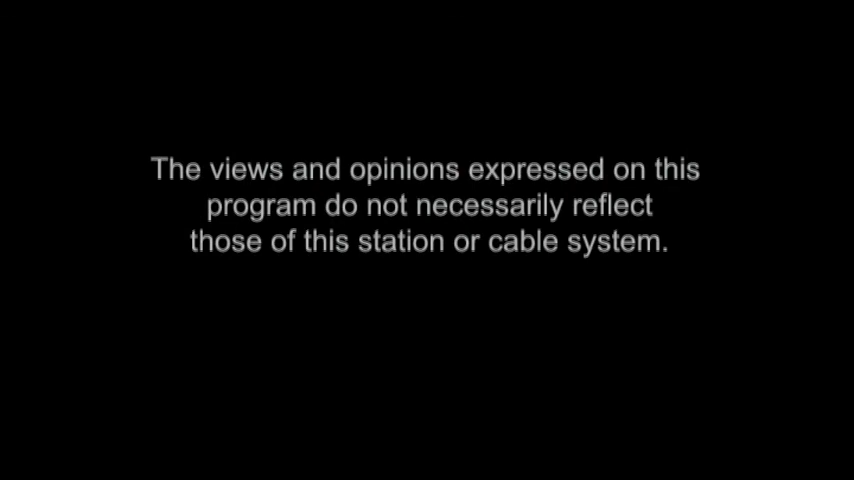 The views and opinions expressed on this
program do not necessarily reflect
those of this station or cable system.